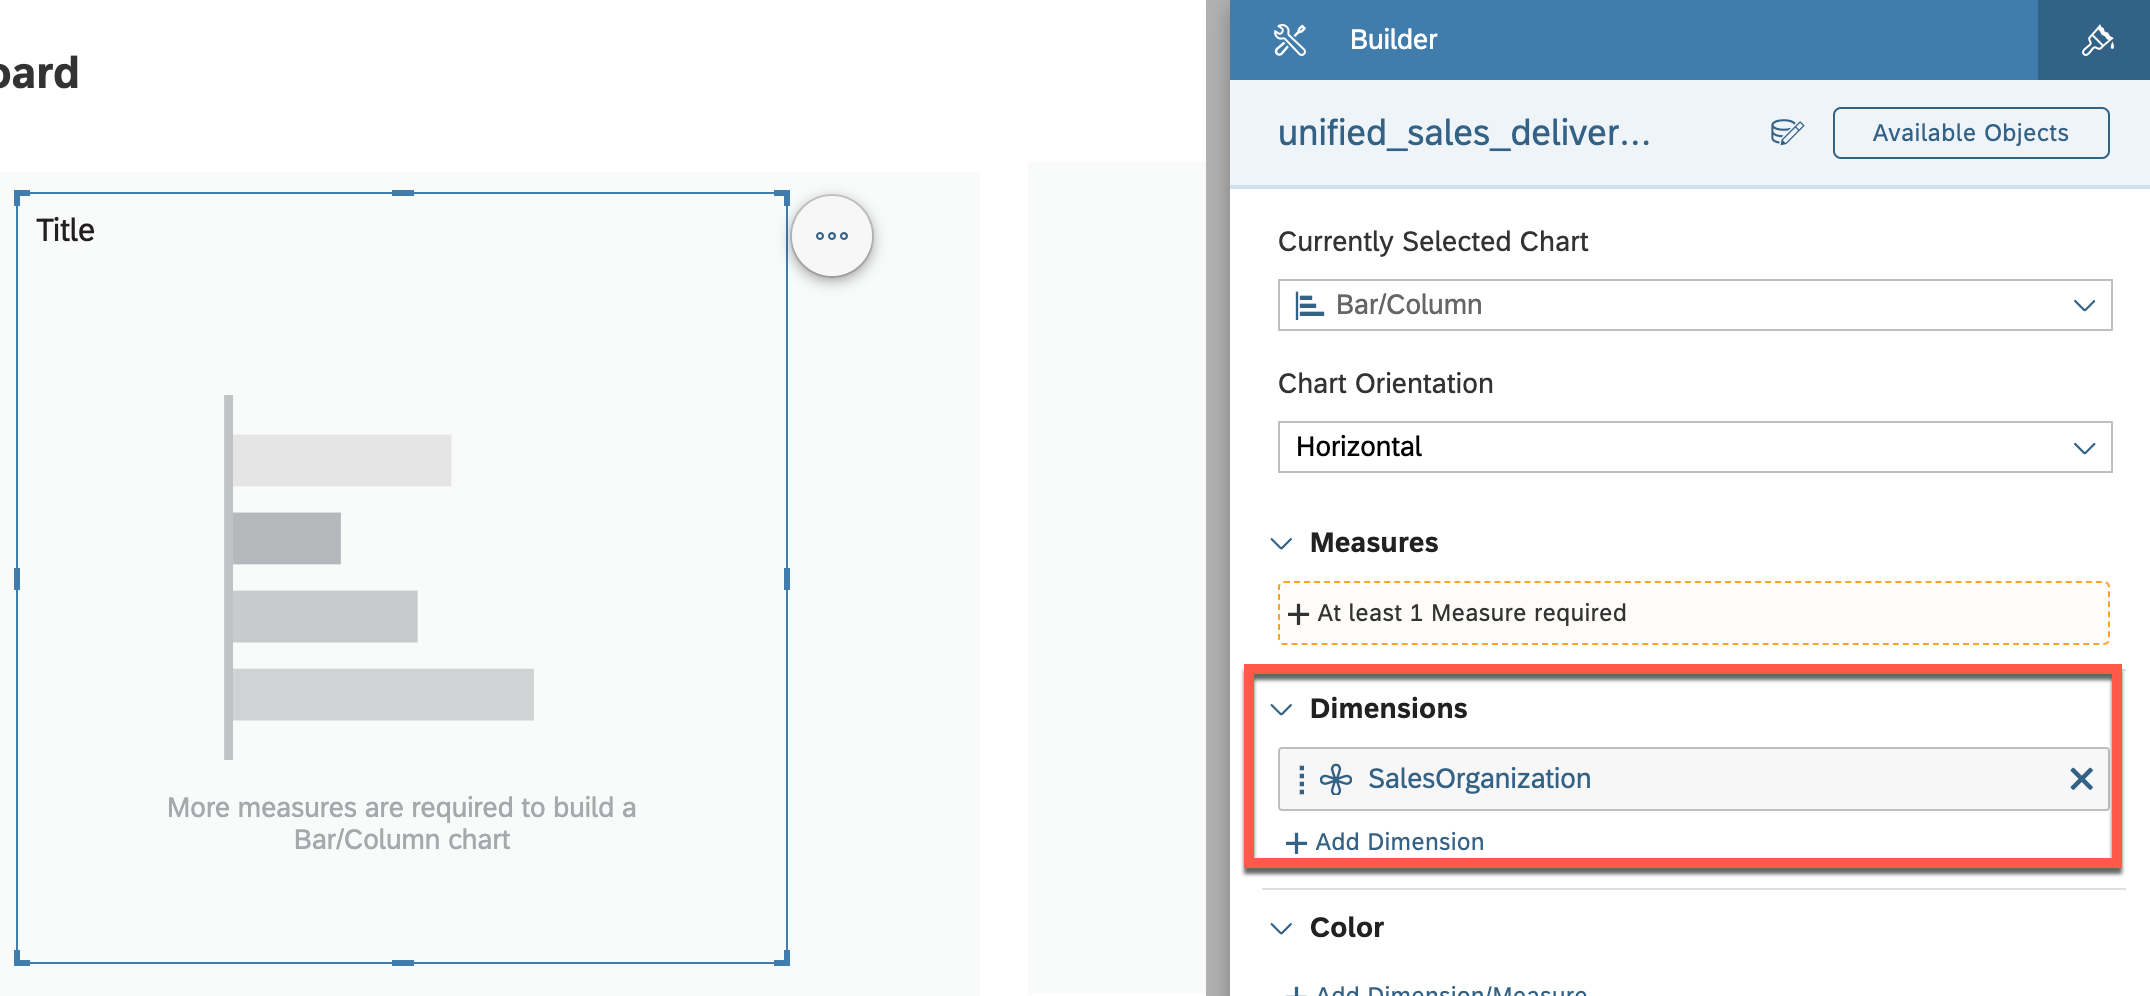 oard
Title
More measures are required to build a
Bar/Column chart
Builder
unified_sales_deliver...
Available Objects
Currently Selected Chart
Bar/Column
Chart Orientation
Horizontal
Measures
At least 1 Measure required
Dimensions
SalesOrganization
Add Dimension
Color
Add Dimension/Measure